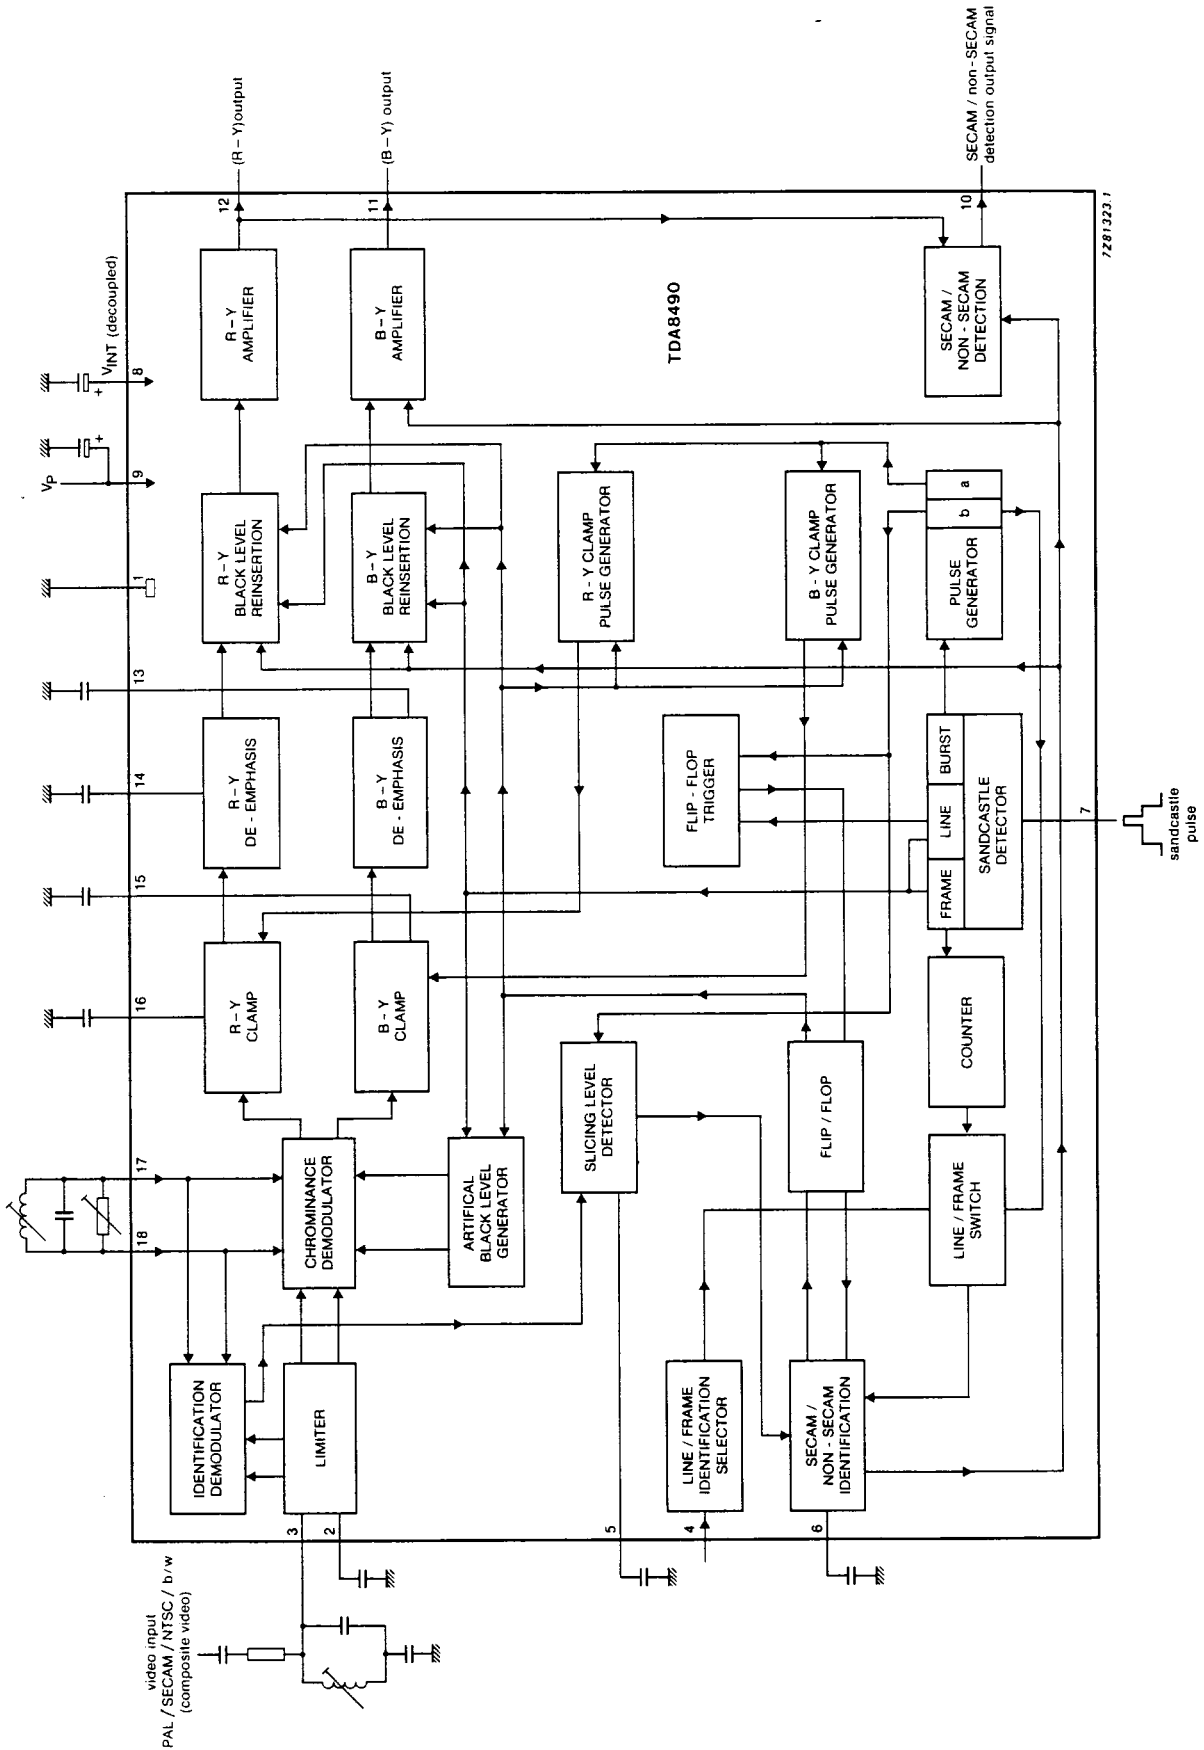 video input
PAL / SECAM / NTSC / b/w
(composite video)
3
2
5
4
6
18
17
16
15
14
13
1
9
VP
8
VINT (decoupled)
+
+
12
(R – Y) output
11
(B – Y) output
10
SECAM / non - SECAM
detection output signal
7
sandcastle
pulse
IDENTIFICATION
DEMODULATOR
LIMITER
CHROMINANCE
DEMODULATOR
ARTIFICAL
BLACK LEVEL
GENERATOR
R – Y
CLAMP
B – Y
CLAMP
R – Y
DE - EMPHASIS
B – Y
DE - EMPHASIS
R – Y
BLACK LEVEL
REINSERTION
B – Y
BLACK LEVEL
REINSERTION
R – Y
AMPLIFIER
B – Y
AMPLIFIER
SLICING LEVEL
DETECTOR
R - Y CLAMP
PULSE GENERATOR
TDA8490
LINE / FRAME
IDENTIFICATION
SELECTOR
FLIP - FLOP
TRIGGER
SECAM /
NON - SECAM
IDENTIFICATION
FLIP / FLOP
B - Y CLAMP
PULSE GENERATOR
LINE / FRAME
SWITCH
COUNTER
FRAME
LINE
BURST
SANDCASTLE
DETECTOR
PULSE
GENERATOR
b
a
SECAM /
NON - SECAM
DETECTION
7281323.1